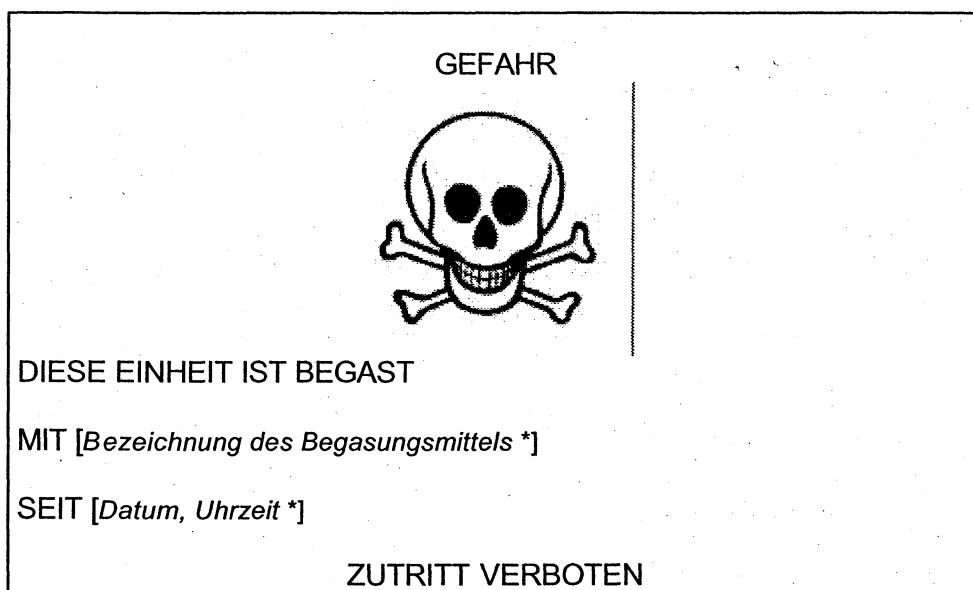 GEFAHR
DIESE EINHEIT IST BEGAST
MIT [Bezeichnung des Begasungsmittels *]
SEIT [Datum, Uhrzeit *]
ZUTRITT VERBOTEN